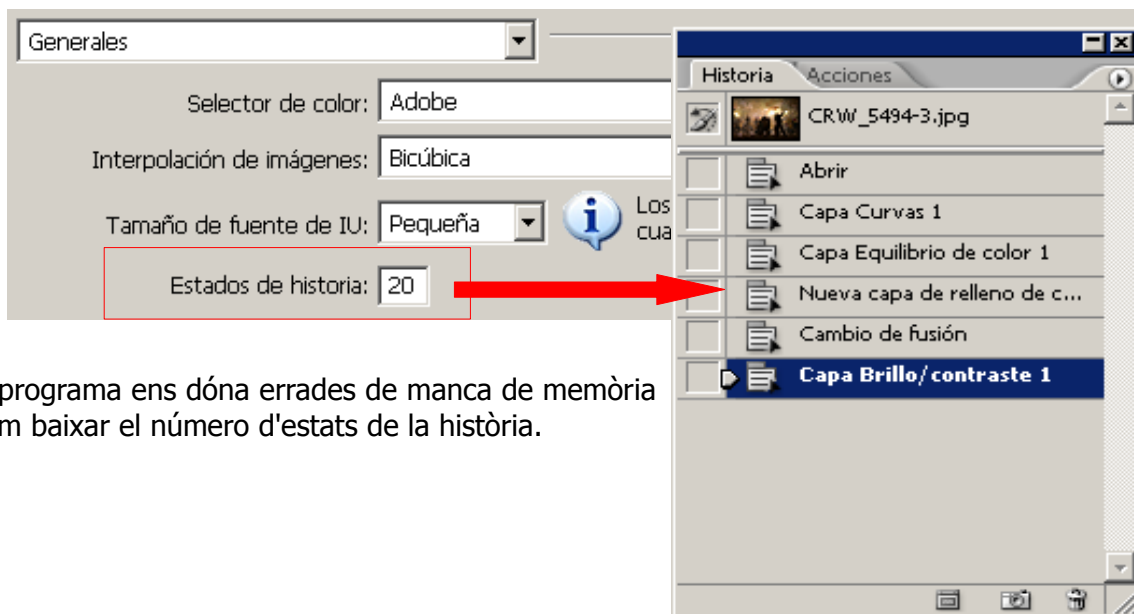 Generales
Selector de color: Adobe
Interpolación de imágenes: Bicúbica
Tamaño de fuente de IU: Pequeña
Los
cua
Estados de historia: 20
programa ens dóna errades de manca de memòria
m baixar el número d'estats de la història.
Historia Acciones
CRW_5494-3.jpg
Abrir
Capa Curvas 1
Capa Equilibrio de color 1
Nueva capa de relleno de c...
Cambio de fusión
Capa Brillo/contraste 1